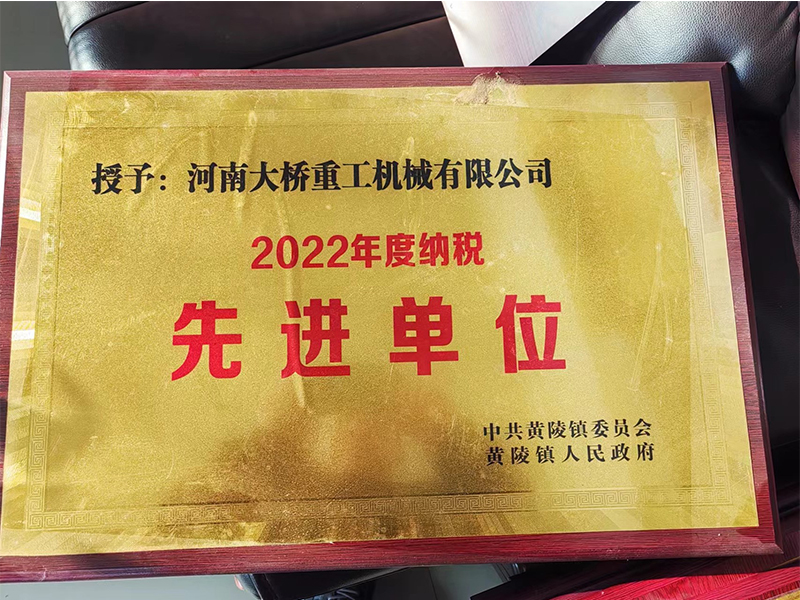 授予：河南大桥重工机械有限公司
2022年度纳税
先进单位
中共黄陵镇委员会
黄陵镇人民政府